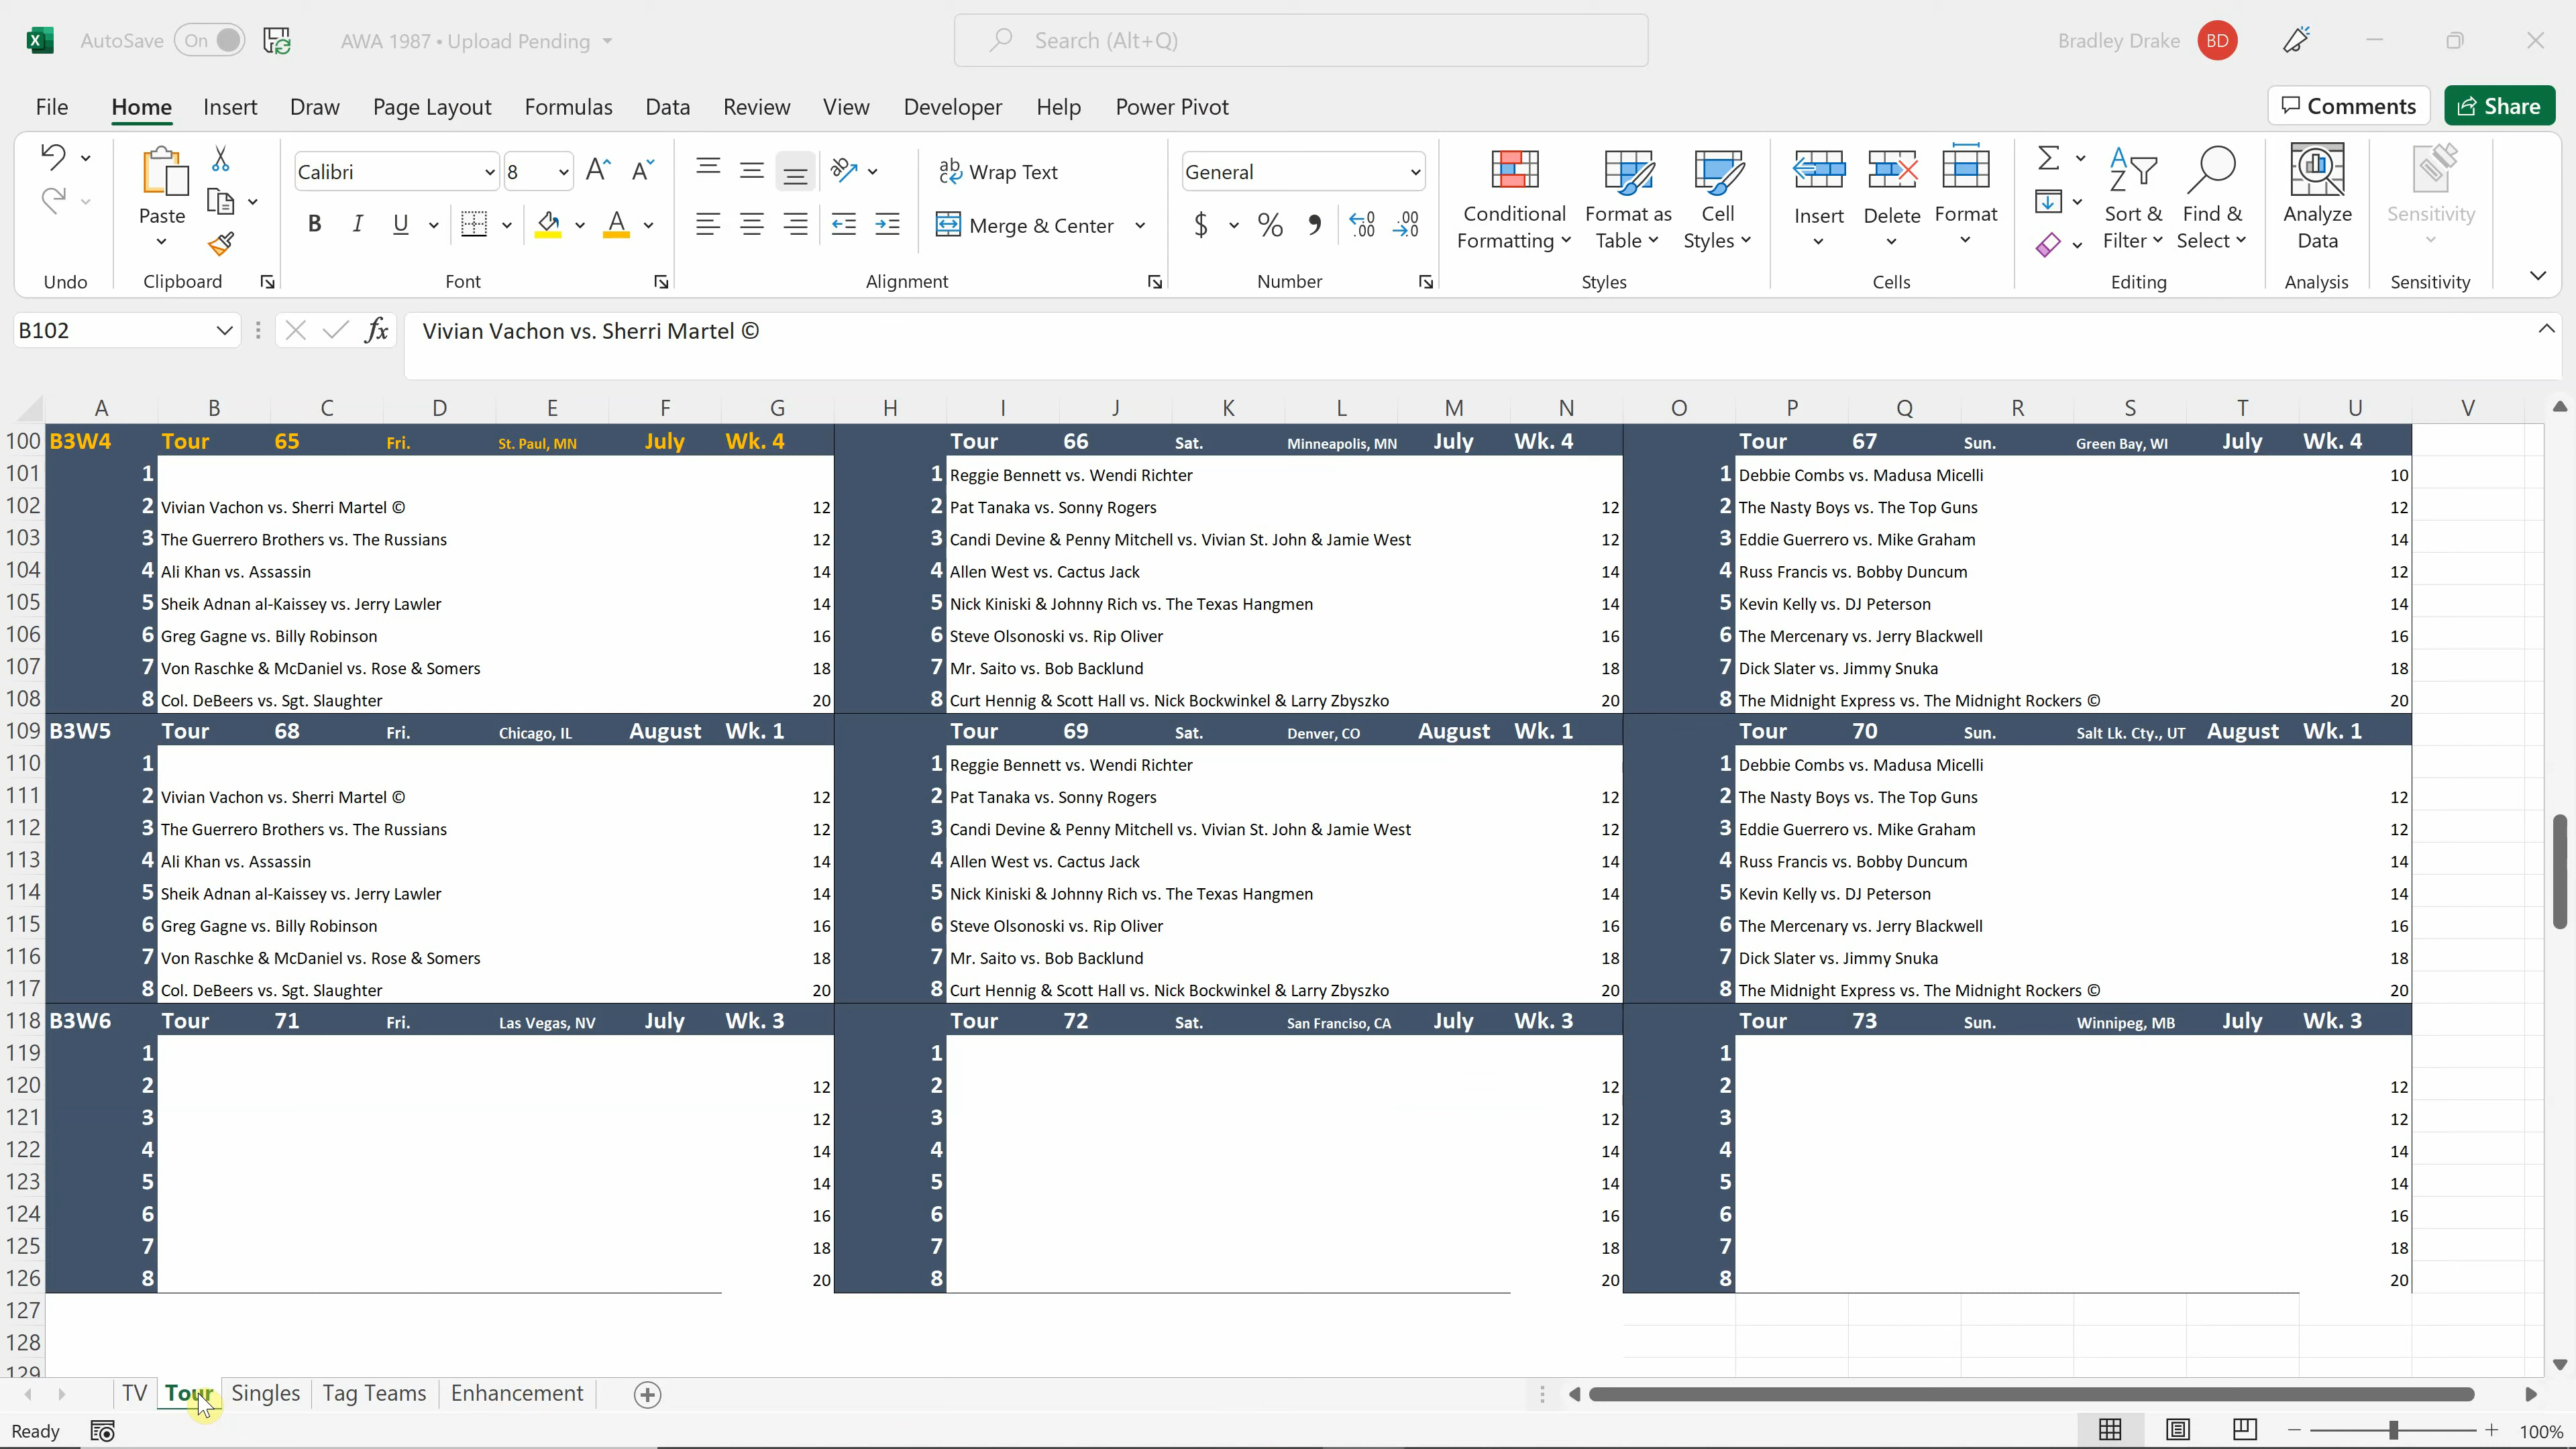 AutoSave On AWA 1987 • Upload Pending Search (Alt+Q) Bradley Drake BD
File Home Insert Draw Page Layout Formulas Data Review View Developer Help Power Pivot Comments Share
Calibri 8 ab Wrap Text General
Paste B I U A Merge & Center $ % Conditional Formatting Format as Table Cell Styles Insert Delete Format Sort & Filter Find & Select Analyze Data Sensitivity
Undo Clipboard Font Alignment Number Styles Cells Editing Analysis Sensitivity
B102 fx Vivian Vachon vs. Sherri Martel ©
A B C D E F G H I J K L M N O P Q R S T U V
100 B3W4 Tour 65 Fri. St. Paul, MN July Wk. 4 Tour 66 Sat. Minneapolis, MN July Wk. 4 Tour 67 Sun. Green Bay, WI July Wk. 4
101 1 1 Reggie Bennett vs. Wendi Richter 1 Debbie Combs vs. Madusa Micelli 10
102 2 Vivian Vachon vs. Sherri Martel © 12 2 Pat Tanaka vs. Sonny Rogers 12 2 The Nasty Boys vs. The Top Guns 12
103 3 The Guerrero Brothers vs. The Russians 12 3 Candi Devine & Penny Mitchell vs. Vivian St. John & Jamie West 12 3 Eddie Guerrero vs. Mike Graham 14
104 4 Ali Khan vs. Assassin 14 4 Allen West vs. Cactus Jack 14 4 Russ Francis vs. Bobby Duncum 12
105 5 Sheik Adnan al-Kaissey vs. Jerry Lawler 14 5 Nick Kiniski & Johnny Rich vs. The Texas Hangmen 14 5 Kevin Kelly vs. DJ Peterson 14
106 6 Greg Gagne vs. Billy Robinson 16 6 Steve Olsonoski vs. Rip Oliver 16 6 The Mercenary vs. Jerry Blackwell 16
107 7 Von Raschke & McDaniel vs. Rose & Somers 18 7 Mr. Saito vs. Bob Backlund 18 7 Dick Slater vs. Jimmy Snuka 18
108 8 Col. DeBeers vs. Sgt. Slaughter 20 8 Curt Hennig & Scott Hall vs. Nick Bockwinkel & Larry Zbyszko 20 8 The Midnight Express vs. The Midnight Rockers © 20
109 B3W5 Tour 68 Fri. Chicago, IL August Wk. 1 Tour 69 Sat. Denver, CO August Wk. 1 Tour 70 Sun. Salt Lk. Cty., UT August Wk. 1
110 1 1 Reggie Bennett vs. Wendi Richter 1 Debbie Combs vs. Madusa Micelli
111 2 Vivian Vachon vs. Sherri Martel © 12 2 Pat Tanaka vs. Sonny Rogers 12 2 The Nasty Boys vs. The Top Guns 12
112 3 The Guerrero Brothers vs. The Russians 12 3 Candi Devine & Penny Mitchell vs. Vivian St. John & Jamie West 12 3 Eddie Guerrero vs. Mike Graham 12
113 4 Ali Khan vs. Assassin 14 4 Allen West vs. Cactus Jack 14 4 Russ Francis vs. Bobby Duncum 14
114 5 Sheik Adnan al-Kaissey vs. Jerry Lawler 14 5 Nick Kiniski & Johnny Rich vs. The Texas Hangmen 14 5 Kevin Kelly vs. DJ Peterson 14
115 6 Greg Gagne vs. Billy Robinson 16 6 Steve Olsonoski vs. Rip Oliver 16 6 The Mercenary vs. Jerry Blackwell 16
116 7 Von Raschke & McDaniel vs. Rose & Somers 18 7 Mr. Saito vs. Bob Backlund 18 7 Dick Slater vs. Jimmy Snuka 18
117 8 Col. DeBeers vs. Sgt. Slaughter 20 8 Curt Hennig & Scott Hall vs. Nick Bockwinkel & Larry Zbyszko 20 8 The Midnight Express vs. The Midnight Rockers © 20
118 B3W6 Tour 71 Fri. Las Vegas, NV July Wk. 3 Tour 72 Sat. San Franciso, CA July Wk. 3 Tour 73 Sun. Winnipeg, MB July Wk. 3
119 1 1 1
120 2 12 2 12 2 12
121 3 12 3 12 3 12
122 4 14 4 14 4 14
123 5 14 5 14 5 14
124 6 16 6 16 6 16
125 7 18 7 18 7 18
126 8 20 8 20 8 20
127
128
129
TV Tour Singles Tag Teams Enhancement
Ready 100%